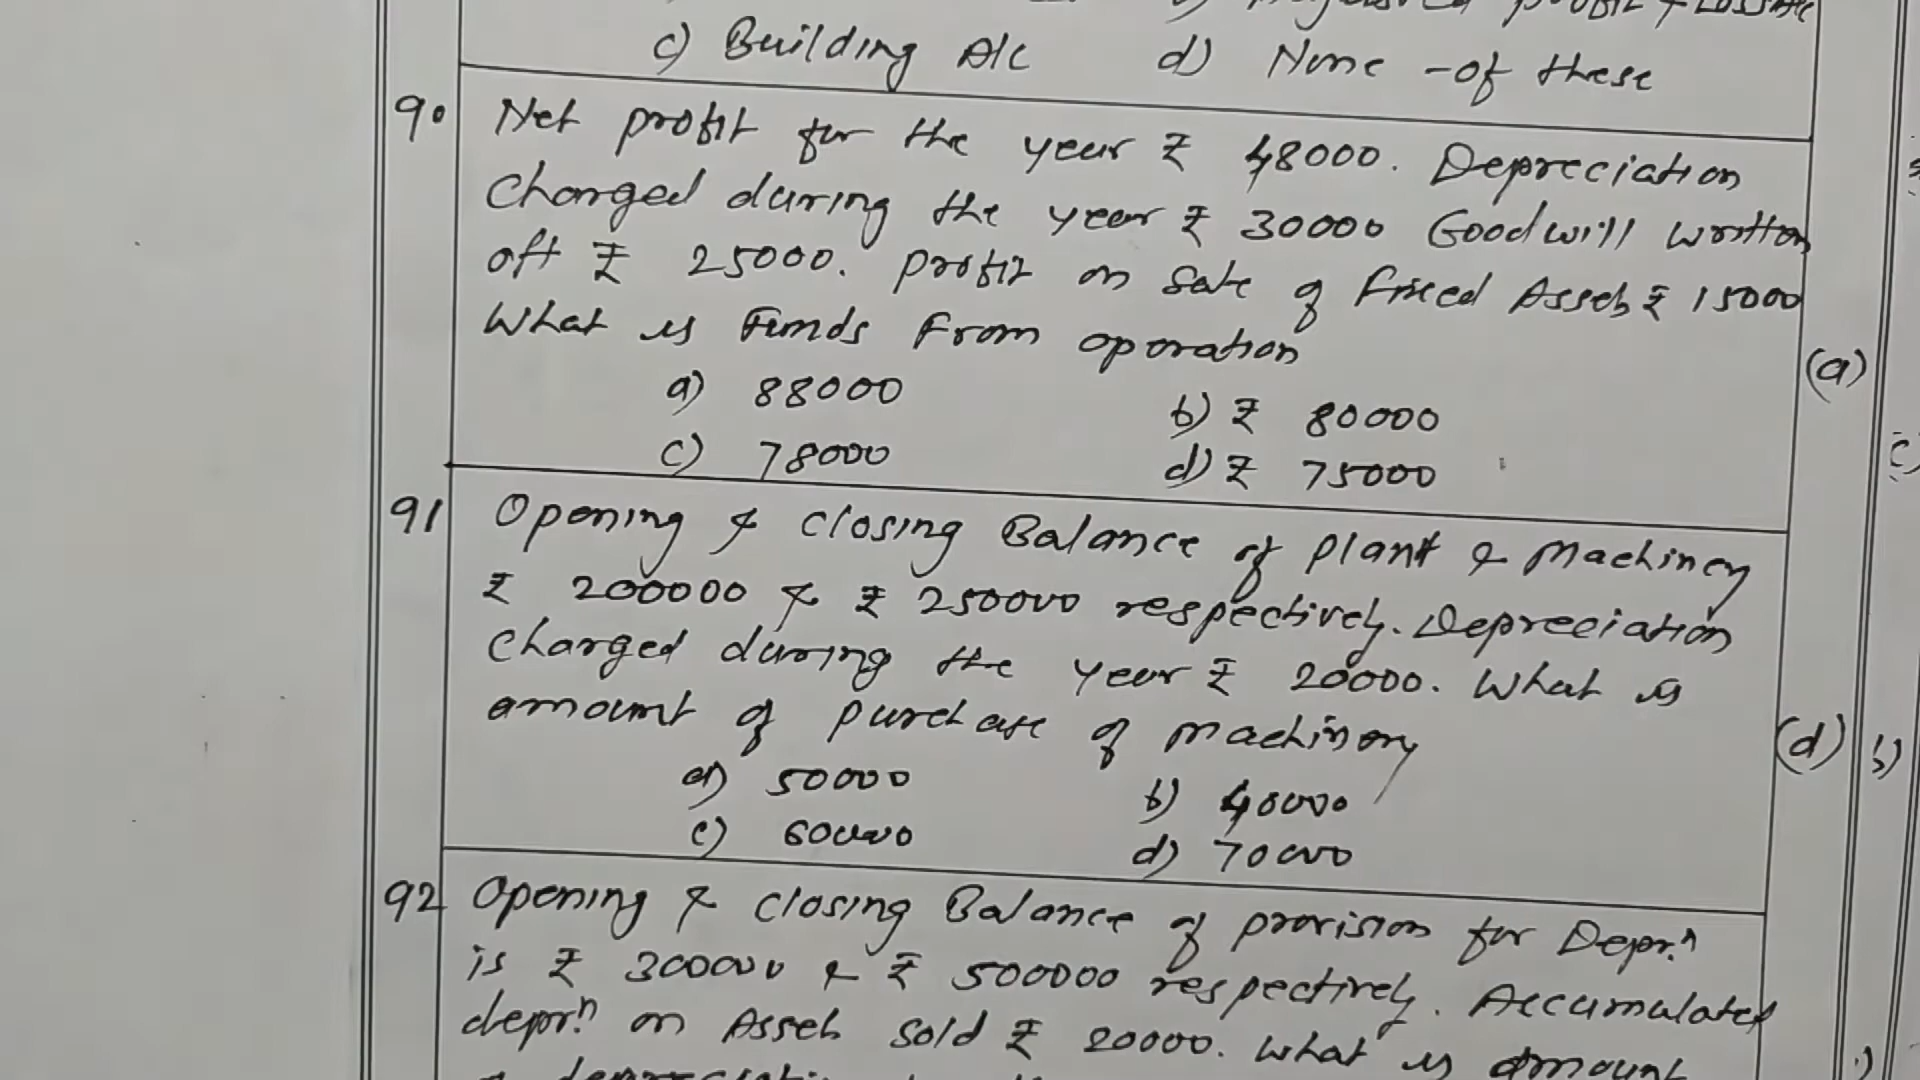 profit & Loss A/c
c) Building A/c d) None - of these
90 Net profit for the year ₹ 48000. Depreciation
charged during the year ₹ 30000 Goodwill written
off ₹ 25000. profit on sale of fixed Assets ₹ 15000
What is Funds From operation
(a)
a) 88000 b) ₹ 80000
c) 78000 d) ₹ 75000
91 Opening & closing Balance of plant & Machinery
₹ 200000 & ₹ 250000 respectively. Depreciation
charged during the year ₹ 20000. What is
amount of purchase of machinery
(d)
a) 50000 b) 40000
c) 60000 d) 70000
92 Opening & closing Balance of provision for Depr.n
is ₹ 300000 & ₹ 500000 respectively. Accumulated
depr.n on Assets sold ₹ 20000. What is amount